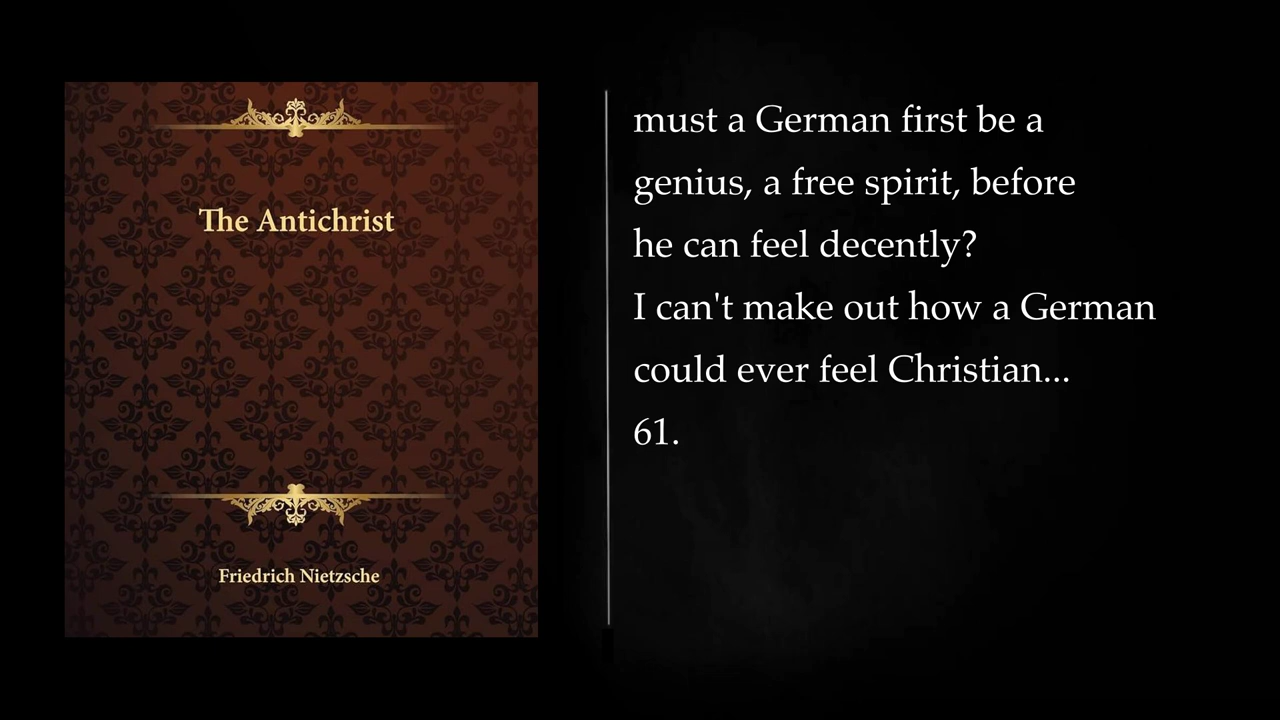 The Antichrist
Friedrich Nietzsche
must a German first be a
genius, a free spirit, before
he can feel decently?
I can't make out how a German
could ever feel Christian...
61.